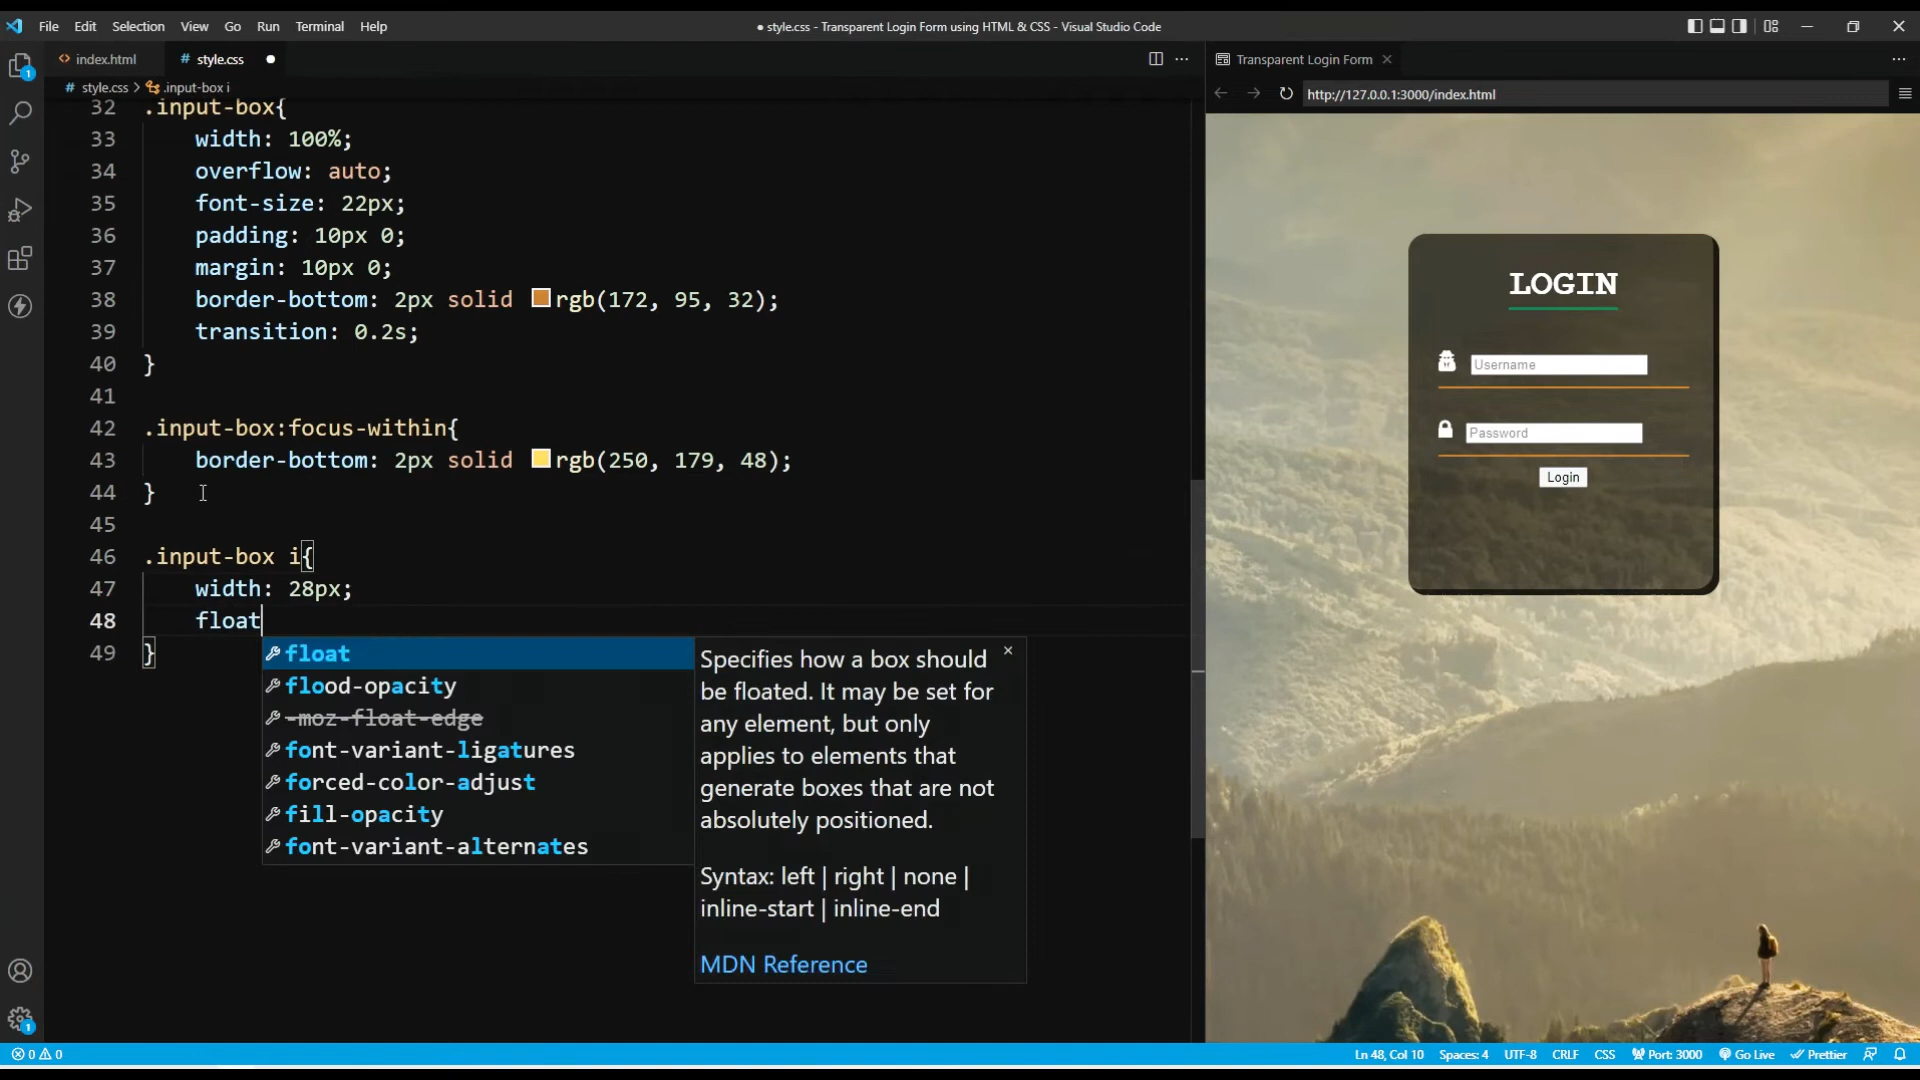 File Edit Selection View Go Run Terminal Help
● style.css - Transparent Login Form using HTML & CSS - Visual Studio Code
index.html
# style.css
# style.css > .input-box i
32 .input-box{
33 width: 100%;
34 overflow: auto;
35 font-size: 22px;
36 padding: 10px 0;
37 margin: 10px 0;
38 border-bottom: 2px solid rgb(172, 95, 32);
39 transition: 0.2s;
40 }
41
42 .input-box:focus-within{
43 border-bottom: 2px solid rgb(250, 179, 48);
44 }
45
46 .input-box i{
47 width: 28px;
48 float
49 }
float
flood-opacity
-moz-float-edge
font-variant-ligatures
forced-color-adjust
fill-opacity
font-variant-alternates
Specifies how a box should
be floated. It may be set for
any element, but only
applies to elements that
generate boxes that are not
absolutely positioned.
Syntax: left | right | none |
inline-start | inline-end
MDN Reference
Transparent Login Form
http://127.0.0.1:3000/index.html
LOGIN
Username
Password
Login
1
1
0 0
Ln 48, Col 10 Spaces: 4 UTF-8 CRLF CSS Port: 3000 Go Live Prettier